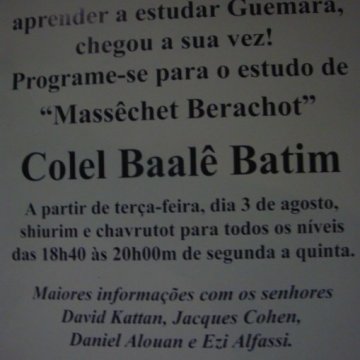 aprender a estudar Guemará,
chegou a sua vez!
Programe-se para o estudo de
“Massêchet Berachot”
Colel Baalê Batim
A partir de terça-feira, dia 3 de agosto,
shiurim e chavrutot para todos os níveis
das 18h40 às 20h00m de segunda a quinta.
Maiores informações com os senhores
David Kattan, Jacques Cohen,
Daniel Alouan e Ezi Alfassi.